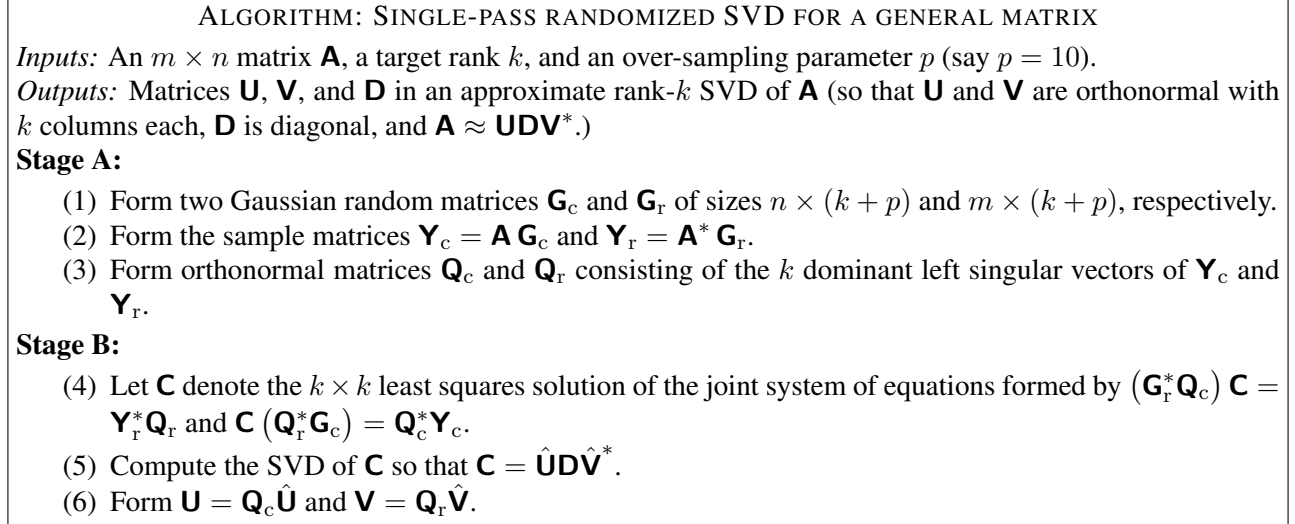 ALGORITHM: SINGLE-PASS RANDOMIZED SVD FOR A GENERAL MATRIX
Inputs: An m × n matrix A, a target rank k, and an over-sampling parameter p (say p = 10).
Outputs: Matrices U, V, and D in an approximate rank-k SVD of A (so that U and V are orthonormal with
k columns each, D is diagonal, and A ≈ UDV*.)
Stage A:
(1) Form two Gaussian random matrices G_c and G_r of sizes n × (k + p) and m × (k + p), respectively.
(2) Form the sample matrices Y_c = A G_c and Y_r = A* G_r.
(3) Form orthonormal matrices Q_c and Q_r consisting of the k dominant left singular vectors of Y_c and
Y_r.
Stage B:
(4) Let C denote the k × k least squares solution of the joint system of equations formed by (G_r*Q_c) C =
Y_r*Q_r and C (Q_r*G_c) = Q_c*Y_c.
(5) Compute the SVD of C so that C = ÛDV̂*.
(6) Form U = Q_cÛ and V = Q_rV̂.